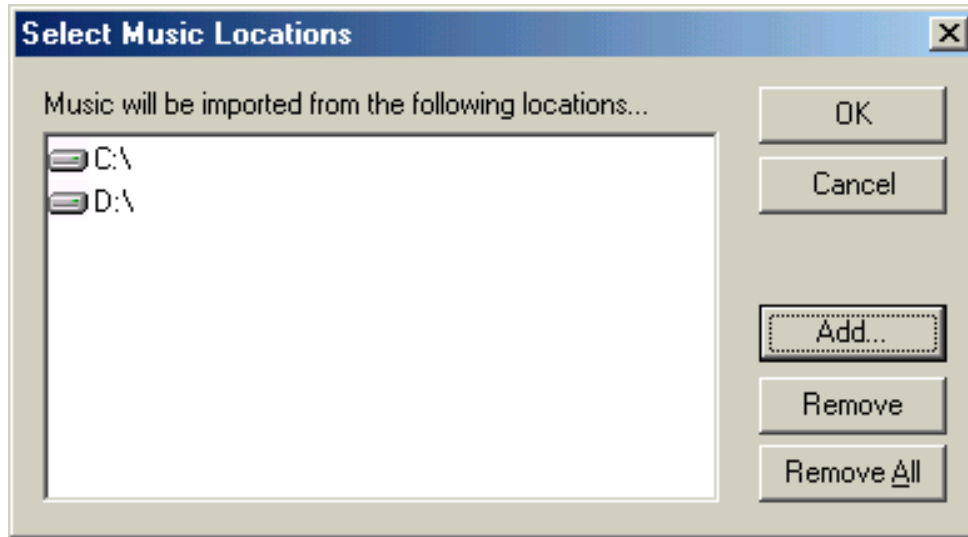 Select Music Locations
Music will be imported from the following locations...
C:\
D:\
OK
Cancel
Add...
Remove
Remove All